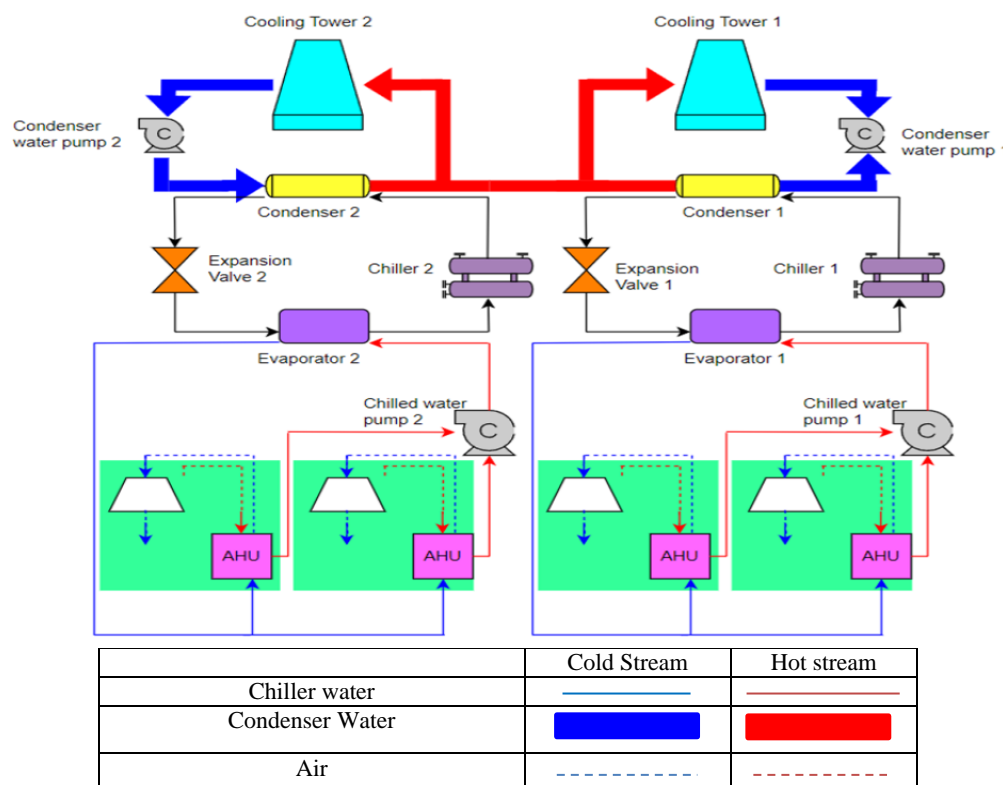 Cooling Tower 2
Cooling Tower 1
Condenser
water pump 2
C
C
Condenser
water pump 1
Condenser 2
Condenser 1
Expansion
Valve 2
Chiller 2
Expansion
Valve 1
Chiller 1
Evaporator 2
Evaporator 1
Chilled water
pump 2
C
Chilled water
pump 1
C
AHU
AHU
AHU
AHU
Cold Stream
Hot stream
Chiller water
Condenser Water
Air